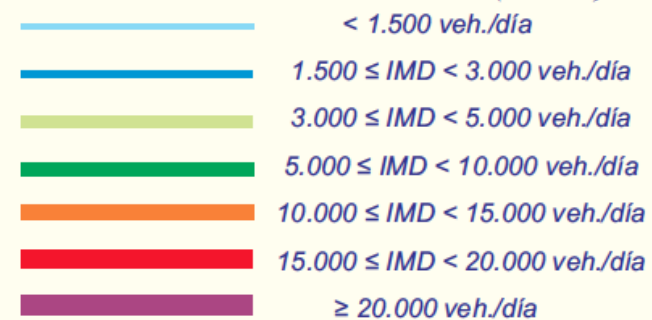 < 1.500 veh./día
1.500 ≤ IMD < 3.000 veh./día
3.000 ≤ IMD < 5.000 veh./día
5.000 ≤ IMD < 10.000 veh./día
10.000 ≤ IMD < 15.000 veh./día
15.000 ≤ IMD < 20.000 veh./día
≥ 20.000 veh./día